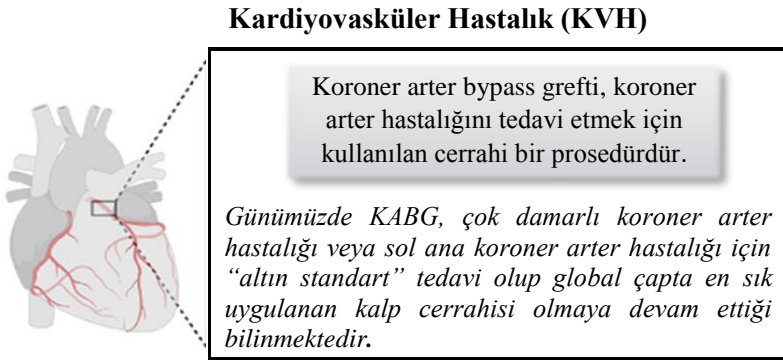 Kardiyovasküler Hastalık (KVH)
Koroner arter bypass grefti, koroner
arter hastalığını tedavi etmek için
kullanılan cerrahi bir prosedürdür.
Günümüzde KABG, çok damarlı koroner arter
hastalığı veya sol ana koroner arter hastalığı için
“altın standart” tedavi olup global çapta en sık
uygulanan kalp cerrahisi olmaya devam ettiği
bilinmektedir.